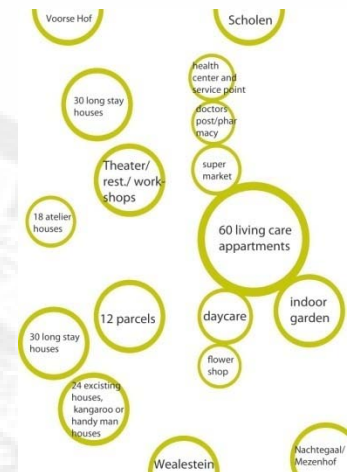 Voorse Hof
Scholen
health
center and
service point
30 long stay
houses
doctors
post/phar
macy
Theater/
rest./ work-
shops
super
market
18 atelier
houses
60 living care
appartments
12 parcels
daycare
indoor
garden
30 long stay
houses
flower
shop
24 excisting
houses,
kangaroo or
handy man
houses
Wealestein
Nachtegaal/
Mezenhof